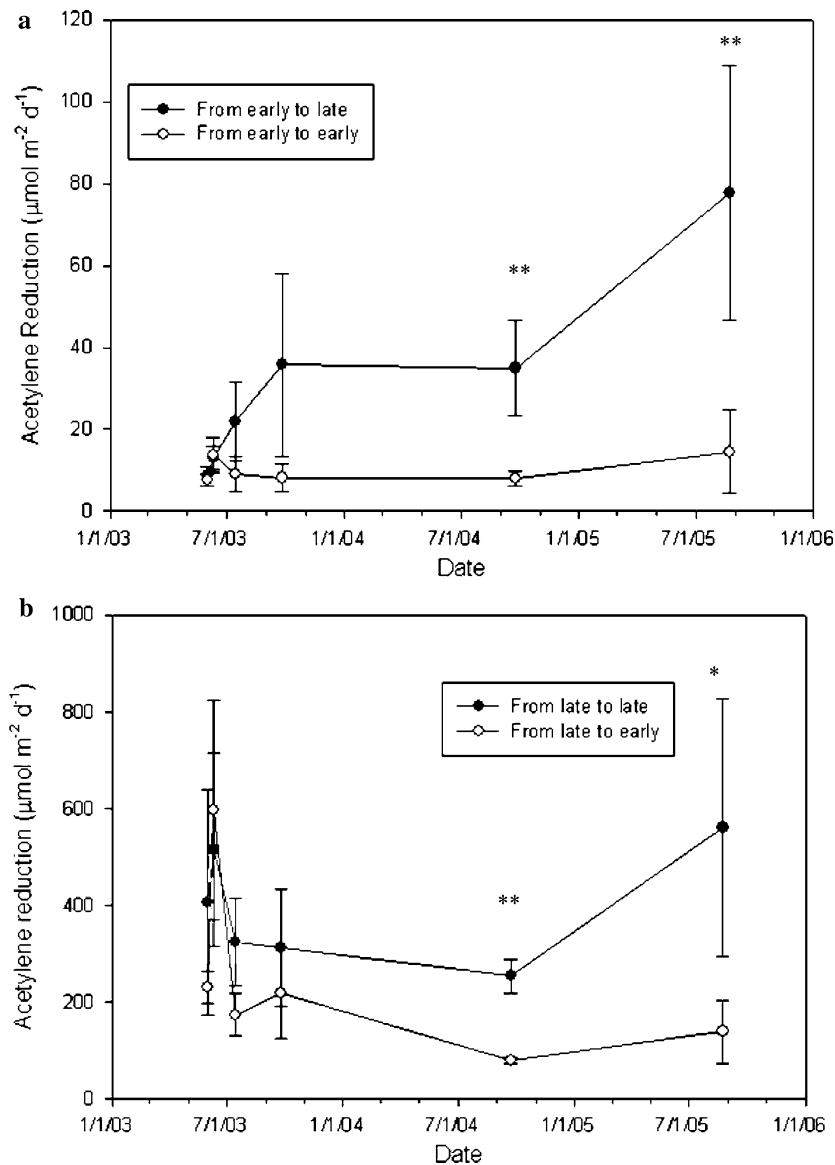 a
120
100
80
60
40
20
0
Acetylene Reduction (μmol m⁻² d⁻¹)
From early to late
From early to early
**
**
1/1/03 7/1/03 1/1/04 7/1/04 1/1/05 7/1/05 1/1/06
Date
b
1000
800
600
400
200
0
Acetylene reduction (μmol m⁻² d⁻¹)
From late to late
From late to early
*
**
1/1/03 7/1/03 1/1/04 7/1/04 1/1/05 7/1/05 1/1/06
Date